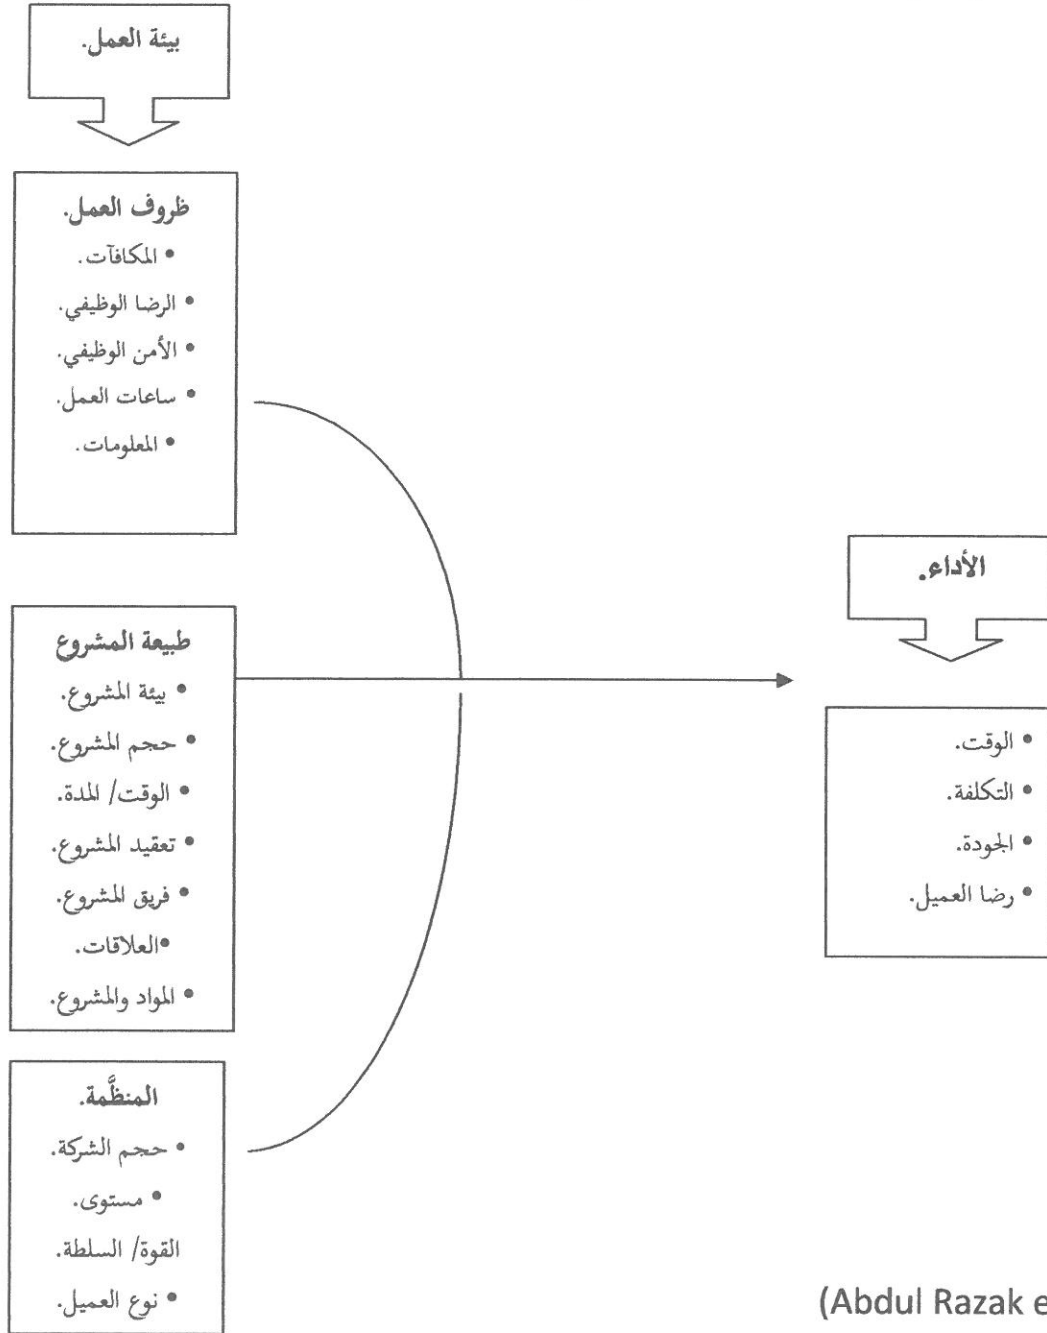 بيئة العمل.
ظروف العمل.
• المكافآت.
• الرضا الوظيفي.
• الأمن الوظيفي.
• ساعات العمل.
• المعلومات.
طبيعة المشروع
• بيئة المشروع.
• حجم المشروع.
• الوقت/ المدة.
• تعقيد المشروع.
• فريق المشروع.
•العلاقات.
• المواد والمشروع.
المنظَّمة.
• حجم الشركة.
• مستوى.
القوة/ السلطة.
• نوع العميل.
الأداء.
• الوقت.
• التكلفة.
• الجودة.
• رضا العميل.
(Abdul Razak e